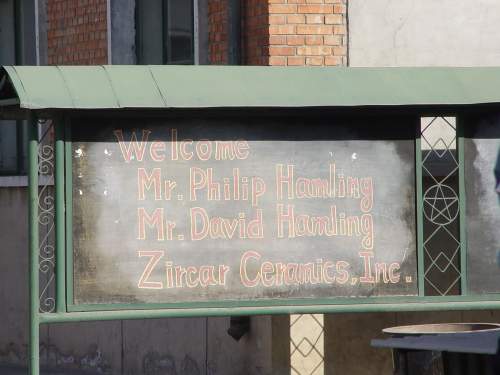 Welcome
Mr. Philip Hamling
Mr. David Hamling
Zircar Ceramics, Inc.